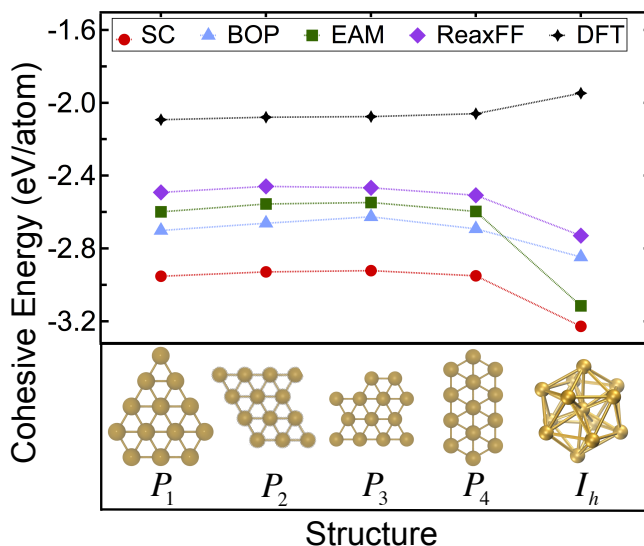 Cohesive Energy (eV/atom)
-1.6
-2.0
-2.4
-2.8
-3.2
SC BOP EAM ReaxFF DFT
P₁ P₂ P₃ P₄ Iₕ
Structure